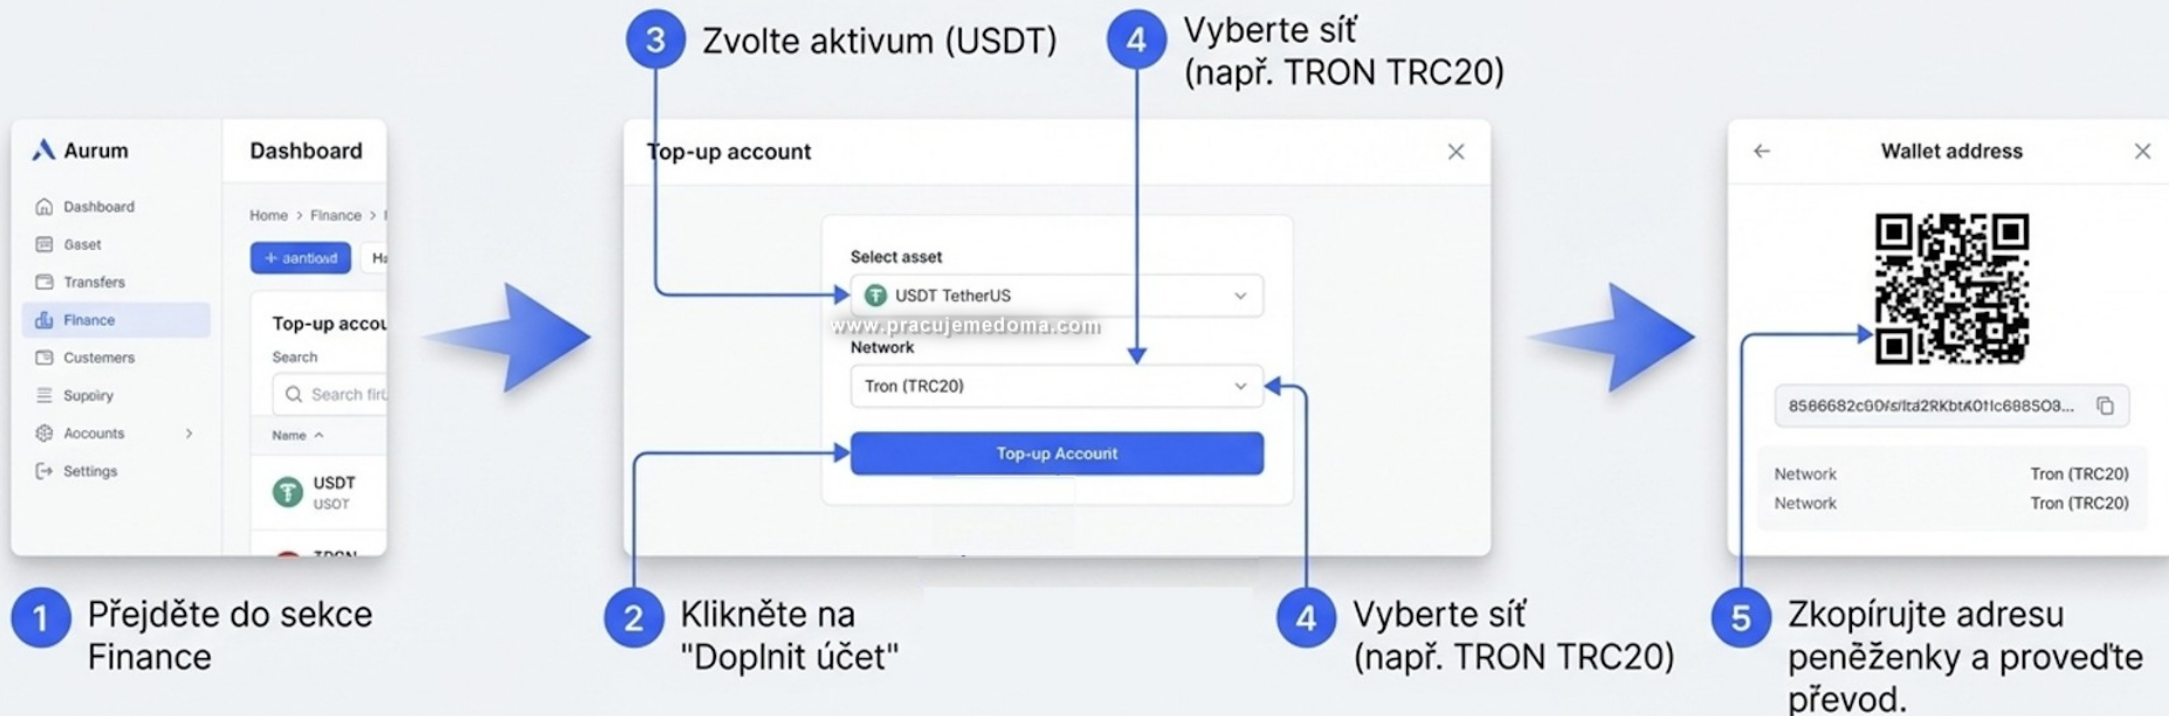 3 Zvolte aktivum (USDT)
4 Vyberte síť
(např. TRON TRC20)
Aurum
Dashboard
Gaset
Transfers
Finance
Customers
Supoiry
Accounts
Settings
Dashboard
Home > Finance >
+
Top-up accou
Search
Search
Name
USDT
USOT
Top-up account
Select asset
USDT TetherUS
www.pracujemedoma.com
Network
Tron (TRC20)
Top-up Account
Wallet address
Network Tron (TRC20)
Network Tron (TRC20)
1 Přejděte do sekce
Finance
2 Klikněte na
"Doplnit účet"
4 Vyberte síť
(např. TRON TRC20)
5 Zkopírujte adresu
peněženky a proveďte
převod.